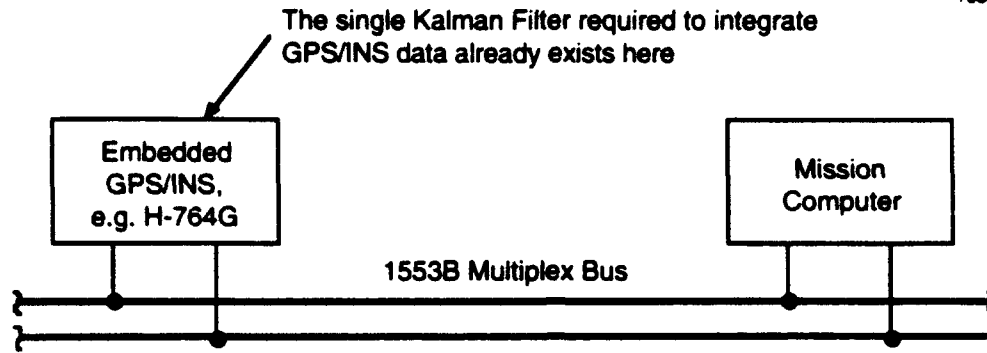 The single Kalman Filter required to integrate
GPS/INS data already exists here
Embedded
GPS/INS,
e.g. H-764G
Mission
Computer
1553B Multiplex Bus